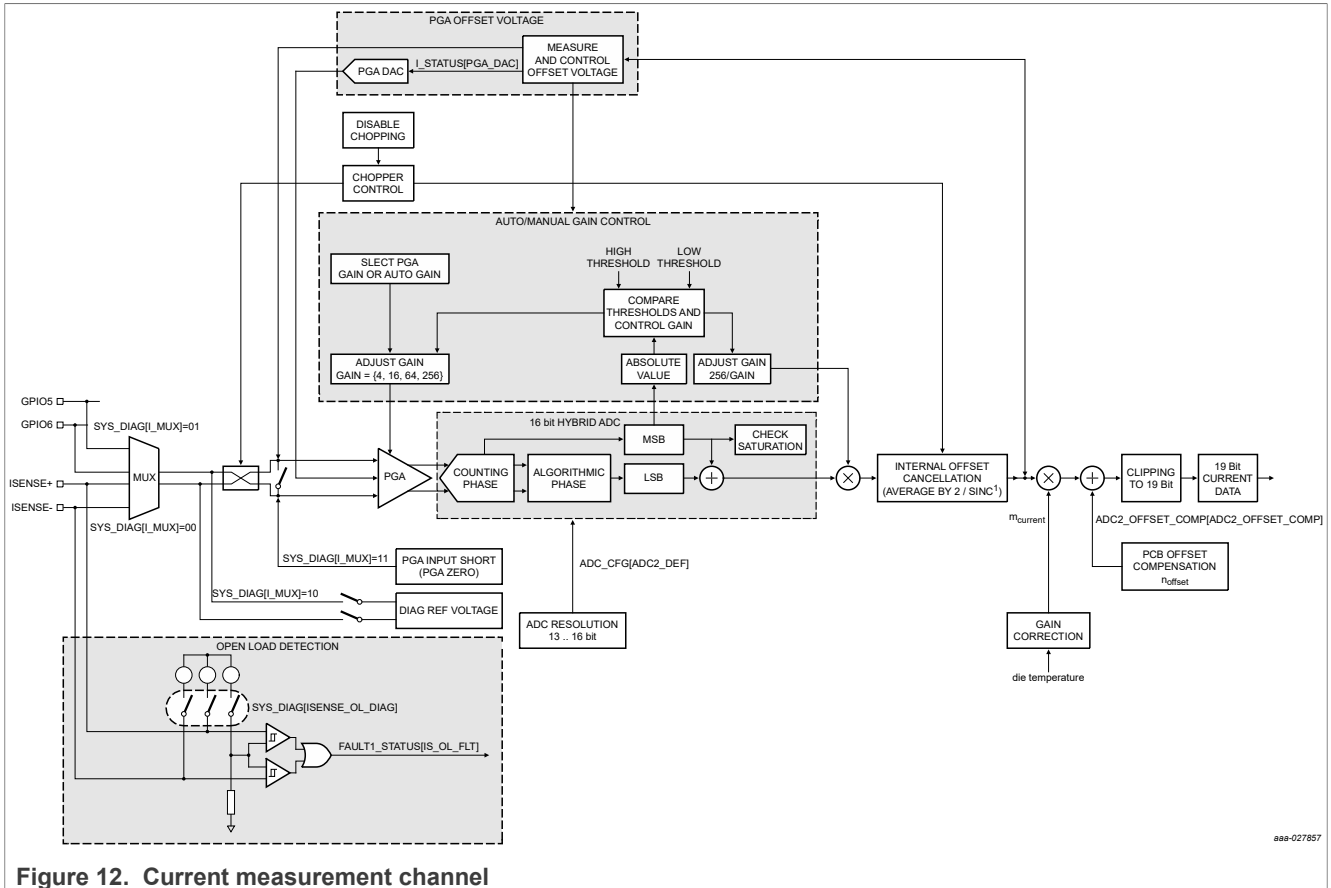 PGA OFFSET VOLTAGE
MEASURE
AND CONTROL
OFFSET VOLTAGE
I_STATUS[PGA_DAC]
PGA DAC
DISABLE
CHOPPING
CHOPPER
CONTROL
AUTO/MANUAL GAIN CONTROL
SLECT PGA
GAIN OR AUTO GAIN
HIGH
THRESHOLD
LOW
THRESHOLD
COMPARE
THRESHOLDS AND
CONTROL GAIN
ADJUST GAIN
GAIN = {4, 16, 64, 256}
ABSOLUTE
VALUE
ADJUST GAIN
256/GAIN
GPIO5
GPIO6
SYS_DIAG[I_MUX]=01
ISENSE+
ISENSE-
MUX
SYS_DIAG[I_MUX]=00
PGA
16 bit HYBRID ADC
COUNTING
PHASE
ALGORITHMIC
PHASE
MSB
LSB
CHECK
SATURATION
INTERNAL OFFSET
CANCELLATION
(AVERAGE BY 2 / SINC1)
CLIPPING
TO 19 Bit
19 Bit
CURRENT
DATA
mcurrent
ADC2_OFFSET_COMP[ADC2_OFFSET_COMP]
PCB OFFSET
COMPENSATION
noffset
SYS_DIAG[I_MUX]=11
PGA INPUT SHORT
(PGA ZERO)
ADC_CFG[ADC2_DEF]
SYS_DIAG[I_MUX]=10
DIAG REF VOLTAGE
ADC RESOLUTION
13 .. 16 bit
GAIN
CORRECTION
die temperature
OPEN LOAD DETECTION
SYS_DIAG[ISENSE_OL_DIAG]
FAULT1_STATUS[IS_OL_FLT]
aaa-027857
Figure 12. Current measurement channel